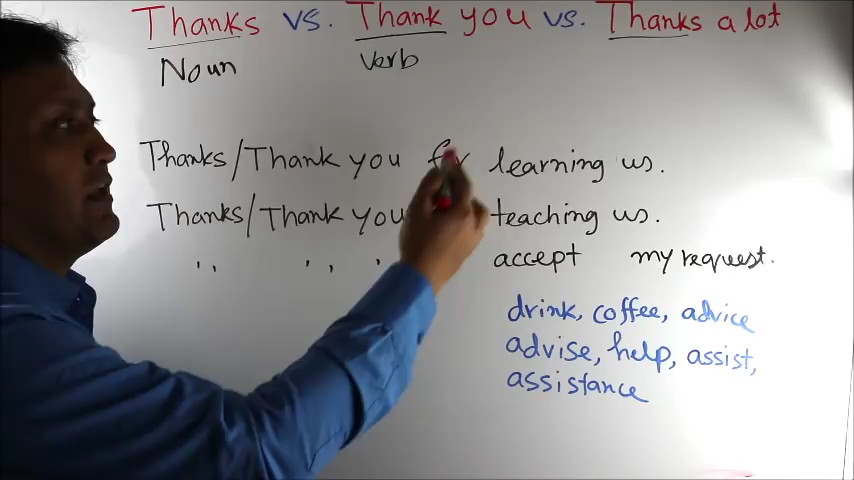 Thanks vs. Thank you vs. Thanks a lot
Noun Verb
Thanks/Thank you for learning us.
Thanks/Thank you teaching us.
" " " accept my request.
drink, coffee, advice
advise, help, assist,
assistance